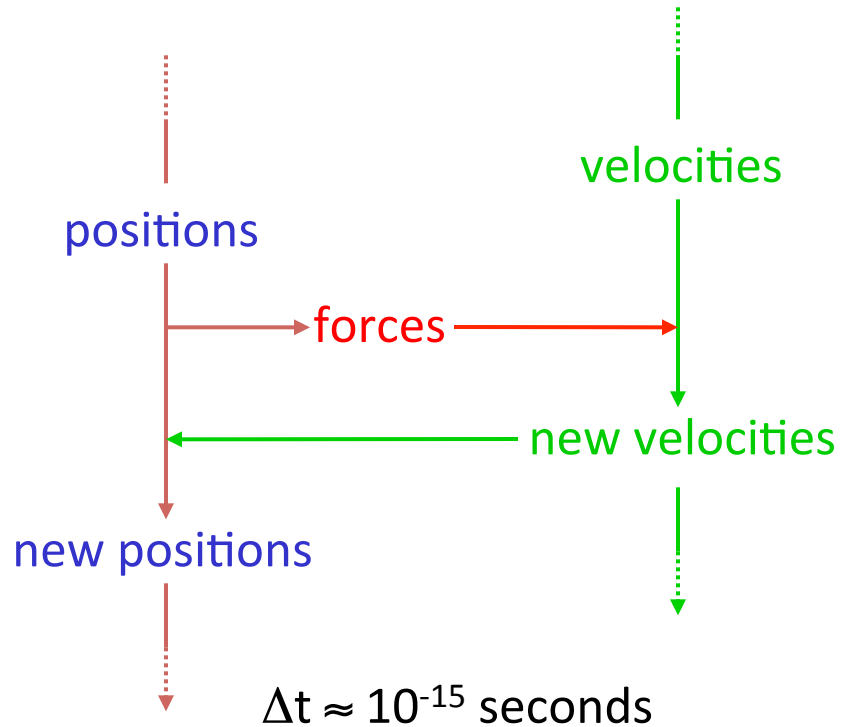 velocities
positions
forces
new velocities
new positions
Δt ≈ 10⁻¹⁵ seconds